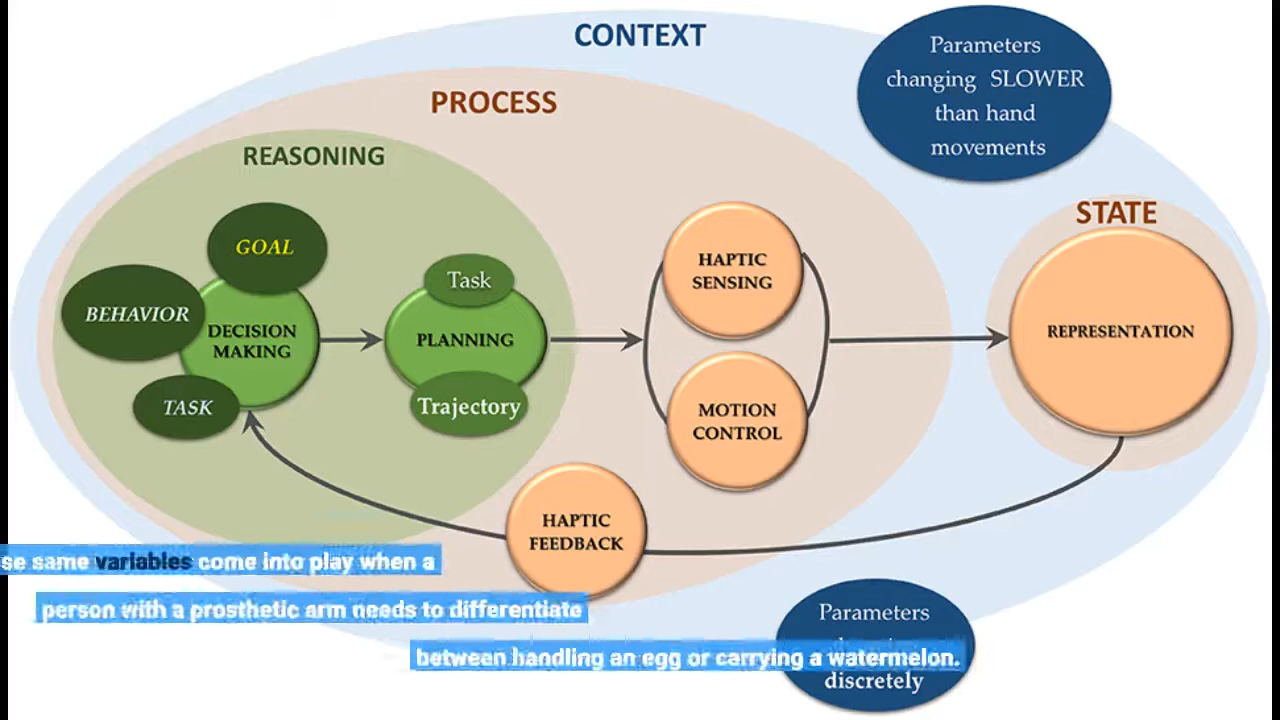 CONTEXT
Parameters
changing SLOWER
than hand
movements
PROCESS
REASONING
STATE
GOAL
BEHAVIOR
DECISION
MAKING
TASK
Task
PLANNING
Trajectory
HAPTIC
SENSING
MOTION
CONTROL
REPRESENTATION
HAPTIC
FEEDBACK
se same variables come into play when a
person with a prosthetic arm needs to differentiate
between handling an egg or carrying a watermelon.
Parameters
discretely